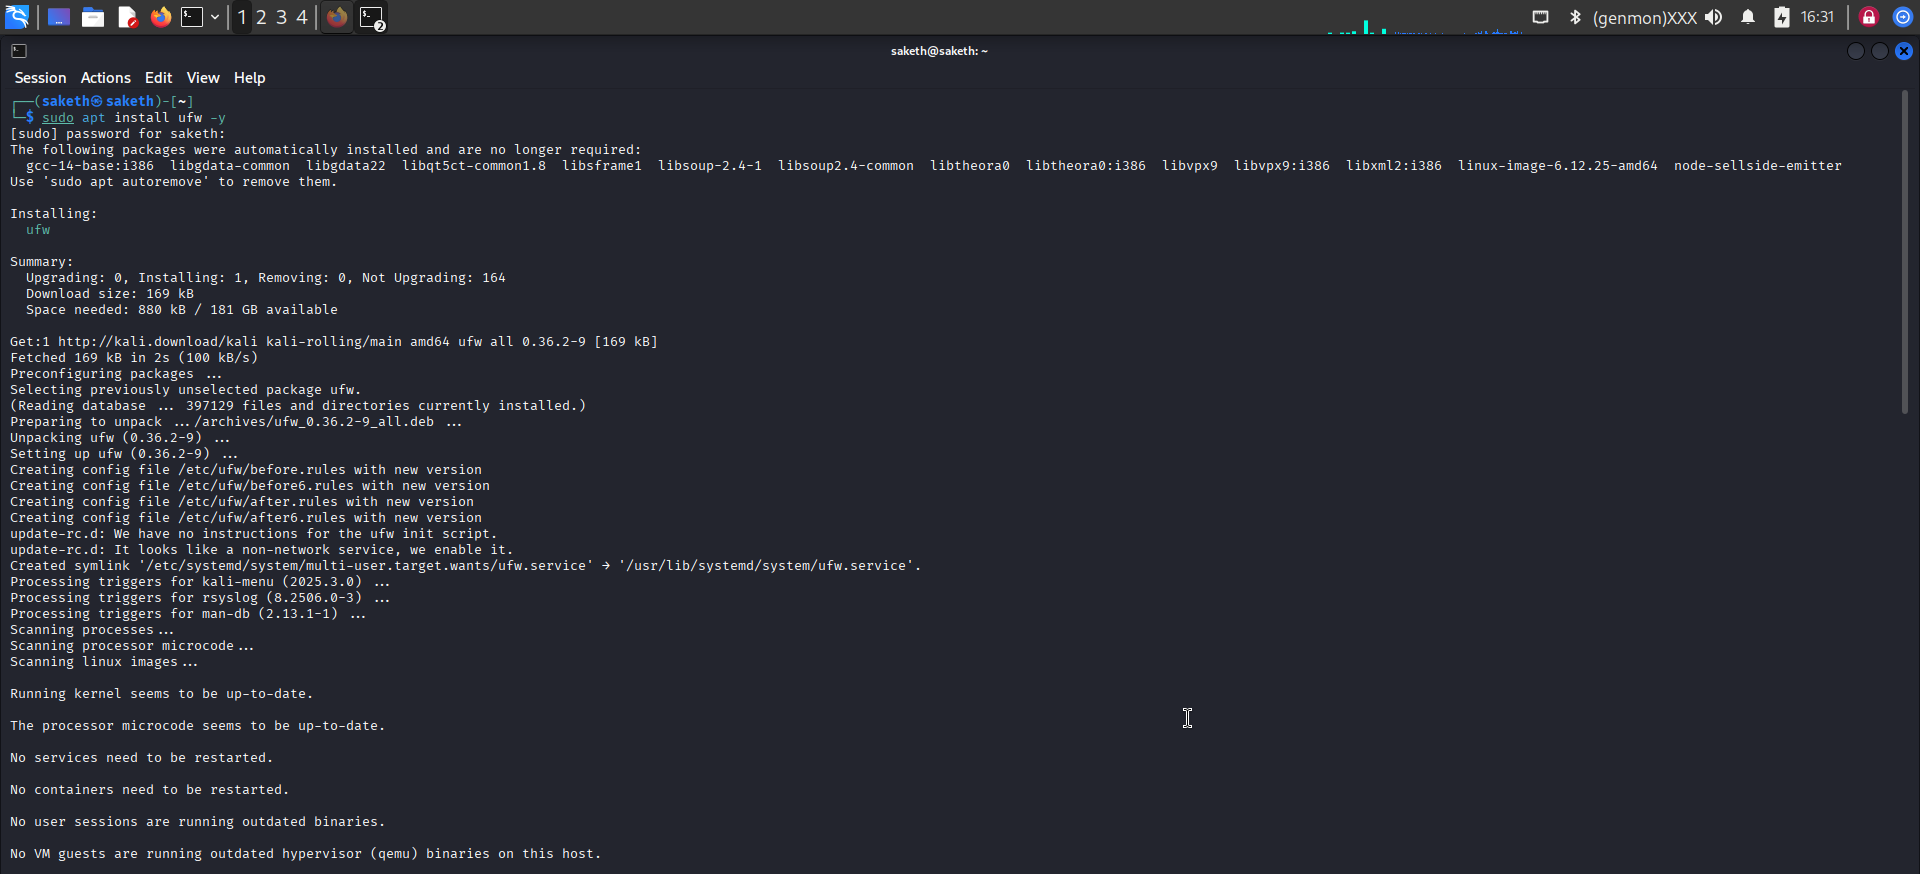 1 2 3 4
2
(genmon)XXX
16:31
saketh@saketh: ~
Session Actions Edit View Help
┌──(saketh㉿saketh)-[~]
└─$ sudo apt install ufw -y
[sudo] password for saketh:
The following packages were automatically installed and are no longer required:
  gcc-14-base:i386  libgdata-common  libgdata22  libqt5ct-common1.8  libsframe1  libsoup-2.4-1  libsoup2.4-common  libtheora0  libtheora0:i386  libvpx9  libvpx9:i386  libxml2:i386  linux-image-6.12.25-amd64  node-sellside-emitter
Use 'sudo apt autoremove' to remove them.
Installing:
  ufw
Summary:
  Upgrading: 0, Installing: 1, Removing: 0, Not Upgrading: 164
  Download size: 169 kB
  Space needed: 880 kB / 181 GB available
Get:1 http://kali.download/kali kali-rolling/main amd64 ufw all 0.36.2-9 [169 kB]
Fetched 169 kB in 2s (100 kB/s)
Preconfiguring packages ...
Selecting previously unselected package ufw.
(Reading database ... 397129 files and directories currently installed.)
Preparing to unpack .../archives/ufw_0.36.2-9_all.deb ...
Unpacking ufw (0.36.2-9) ...
Setting up ufw (0.36.2-9) ...
Creating config file /etc/ufw/before.rules with new version
Creating config file /etc/ufw/before6.rules with new version
Creating config file /etc/ufw/after.rules with new version
Creating config file /etc/ufw/after6.rules with new version
update-rc.d: We have no instructions for the ufw init script.
update-rc.d: It looks like a non-network service, we enable it.
Created symlink '/etc/systemd/system/multi-user.target.wants/ufw.service' → '/usr/lib/systemd/system/ufw.service'.
Processing triggers for kali-menu (2025.3.0) ...
Processing triggers for rsyslog (8.2506.0-3) ...
Processing triggers for man-db (2.13.1-1) ...
Scanning processes...
Scanning processor microcode...
Scanning linux images...
Running kernel seems to be up-to-date.
The processor microcode seems to be up-to-date.
No services need to be restarted.
No containers need to be restarted.
No user sessions are running outdated binaries.
No VM guests are running outdated hypervisor (qemu) binaries on this host.